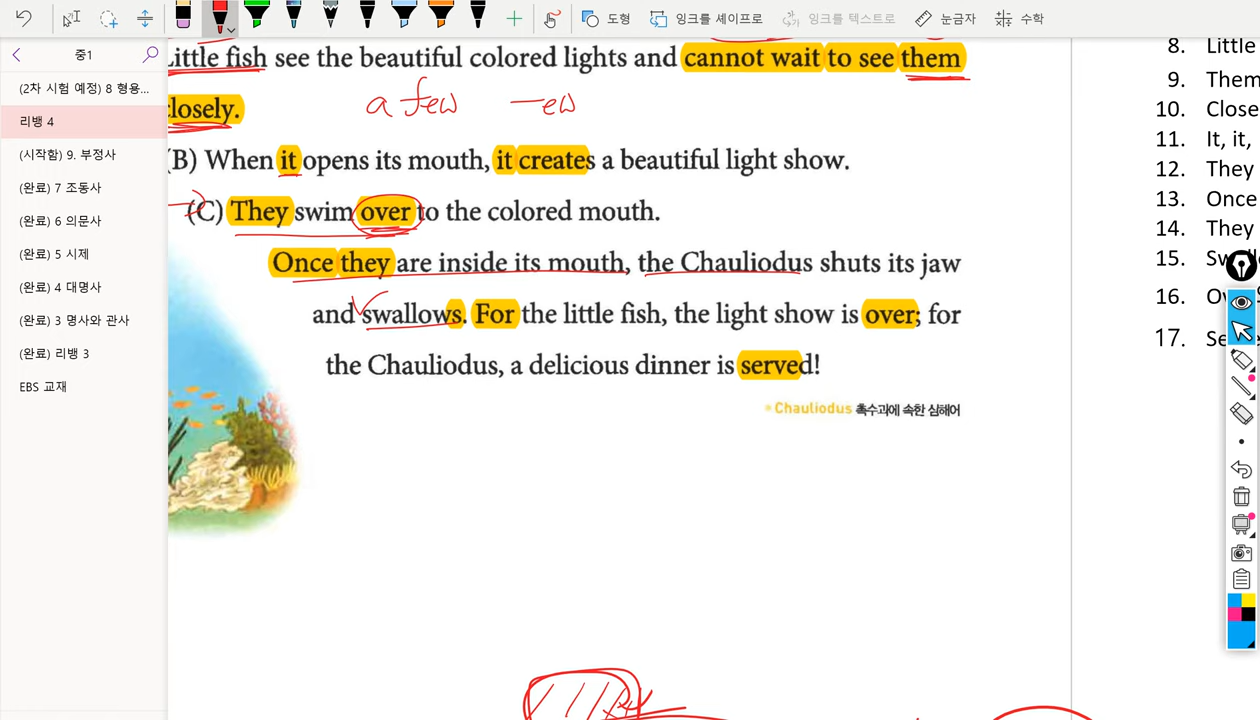 도형 잉크를 셰이프로 잉크를 텍스트로 눈금자 수학
중1
(2차 시험 예정) 8 형용...
리뱅 4
(시작함) 9. 부정사
(완료) 7 조동사
(완료) 6 의문사
(완료) 5 시제
(완료) 4 대명사
(완료) 3 명사와 관사
(완료) 리뱅 3
EBS 교재
Little fish see the beautiful colored lights and cannot wait to see them
closely.
a few -ew
(B) When it opens its mouth, it creates a beautiful light show.
(C) They swim over to the colored mouth.
Once they are inside its mouth, the Chauliodus shuts its jaw
and swallows. For the little fish, the light show is over; for
the Chauliodus, a delicious dinner is served!
* Chauliodus 촉수과에 속한 심해어
8. Little
9. Them
10. Close
11. It, it,
12. They
13. Once
14. They
15. Sw
16. Ov
17. Se